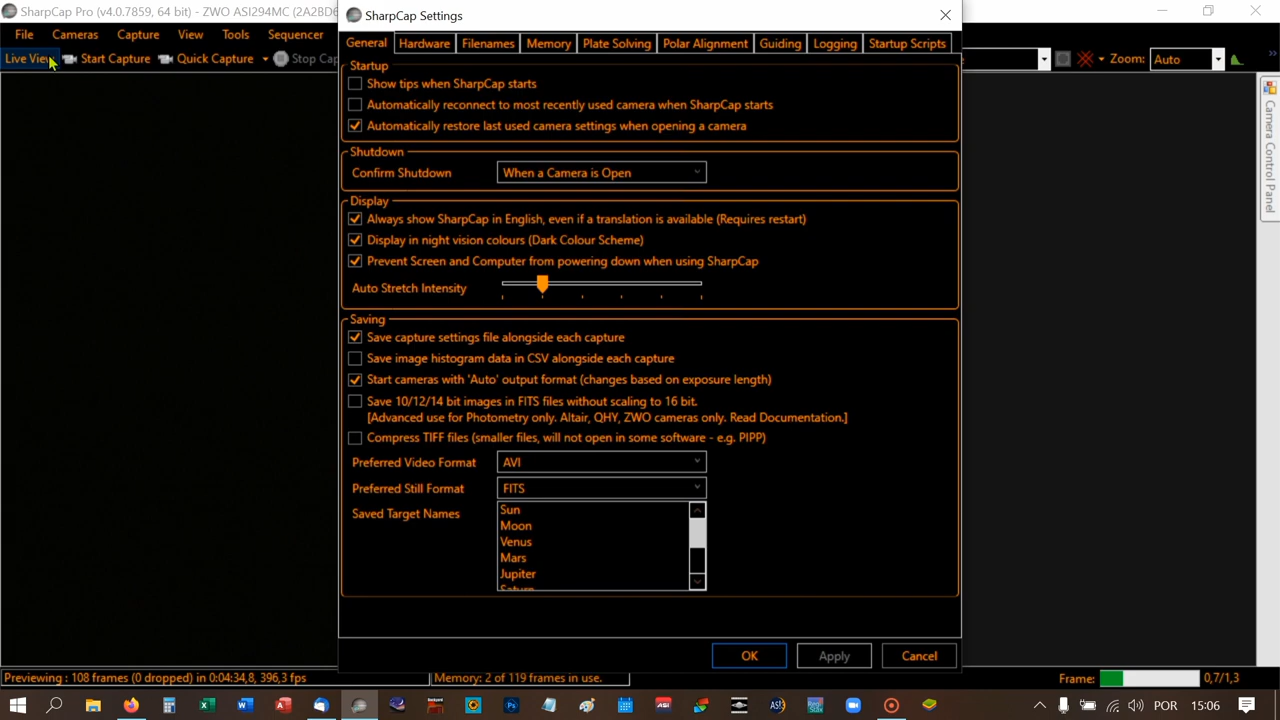 SharpCap Pro (v4.0.7859, 64 bit) - ZWO ASI294MC (2A2BD6
SharpCap Settings
File Cameras Capture View Tools Sequencer
Live View Start Capture Quick Capture Stop Cap
Zoom: Auto
Camera Control Panel
General Hardware Filenames Memory Plate Solving Polar Alignment Guiding Logging Startup Scripts
Startup
Show tips when SharpCap starts
Automatically reconnect to most recently used camera when SharpCap starts
Automatically restore last used camera settings when opening a camera
Shutdown
Confirm Shutdown When a Camera is Open
Display
Always show SharpCap in English, even if a translation is available (Requires restart)
Display in night vision colours (Dark Colour Scheme)
Prevent Screen and Computer from powering down when using SharpCap
Auto Stretch Intensity
Saving
Save capture settings file alongside each capture
Save image histogram data in CSV alongside each capture
Start cameras with 'Auto' output format (changes based on exposure length)
Save 10/12/14 bit images in FITS files without scaling to 16 bit.
[Advanced use for Photometry only. Altair, QHY, ZWO cameras only. Read Documentation.]
Compress TIFF files (smaller files, will not open in some software - e.g. PIPP)
Preferred Video Format AVI
Preferred Still Format FITS
Saved Target Names Sun
Moon
Venus
Mars
Jupiter
Saturn
OK Apply Cancel
Previewing : 108 frames (0 dropped) in 0:04:34,8, 396,3 fps
Memory: 2 of 119 frames in use.
Frame: 0,7/1,3
POR 15:06